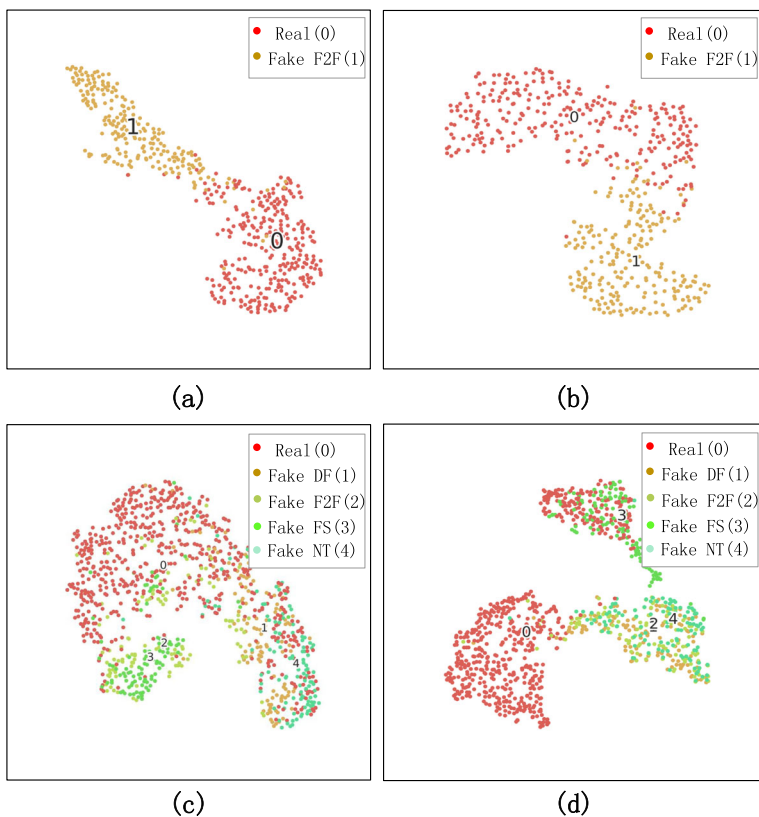 Real(0)
Fake F2F(1)
1
0
(a)
Real(0)
Fake F2F(1)
0
1
(b)
Real(0)
Fake DF(1)
Fake F2F(2)
Fake FS(3)
Fake NT(4)
0
1
2
3
4
(c)
Real(0)
Fake DF(1)
Fake F2F(2)
Fake FS(3)
Fake NT(4)
3
4
2
0
(d)